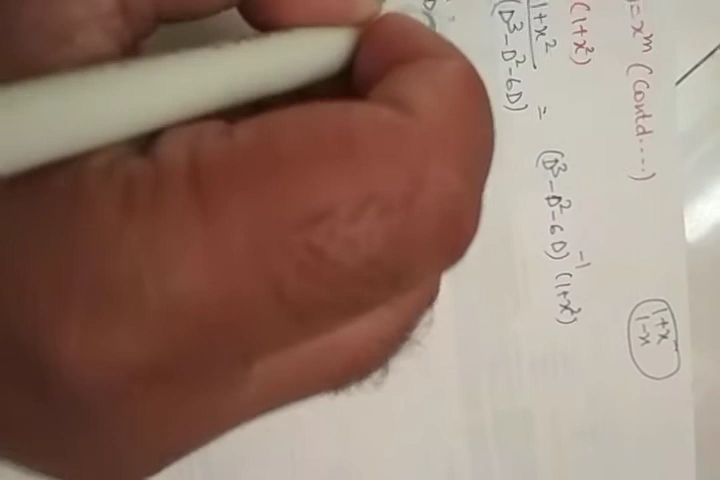 =x^m (Contd....)
(1+x²)
1+x² / (D³-D²-6D) = (D³-D²-6D)⁻¹ (1+x²)
1+x / 1-x